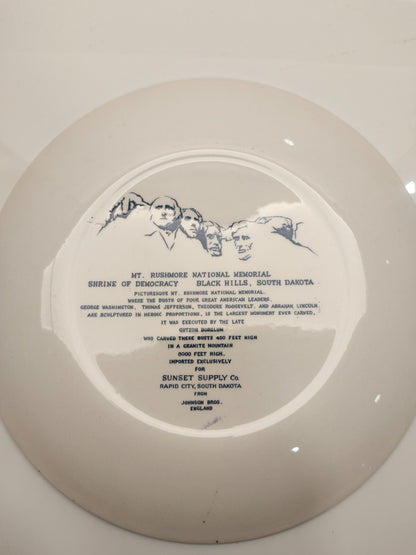 MT. RUSHMORE NATIONAL MEMORIAL
SHRINE OF DEMOCRACY BLACK HILLS, SOUTH DAKOTA
PICTURESQUE MT. RUSHMORE NATIONAL MEMORIAL,
WHERE THE BUSTS OF FOUR GREAT AMERICAN LEADERS,
GEORGE WASHINGTON, THOMAS JEFFERSON, THEODORE ROOSEVELT, AND ABRAHAM LINCOLN
ARE SCULPTURED IN HEROIC PROPORTIONS, IS THE LARGEST MONUMENT EVER CARVED,
IT WAS EXECUTED BY THE LATE
GUTZON BORGLUM
WHO CARVED THESE BUSTS 460 FEET HIGH
IN A GRANITE MOUNTAIN
6000 FEET HIGH.
IMPORTED EXCLUSIVELY
FOR
SUNSET SUPPLY Co.
RAPID CITY, SOUTH DAKOTA
FROM
JOHNSON BROS.
ENGLAND